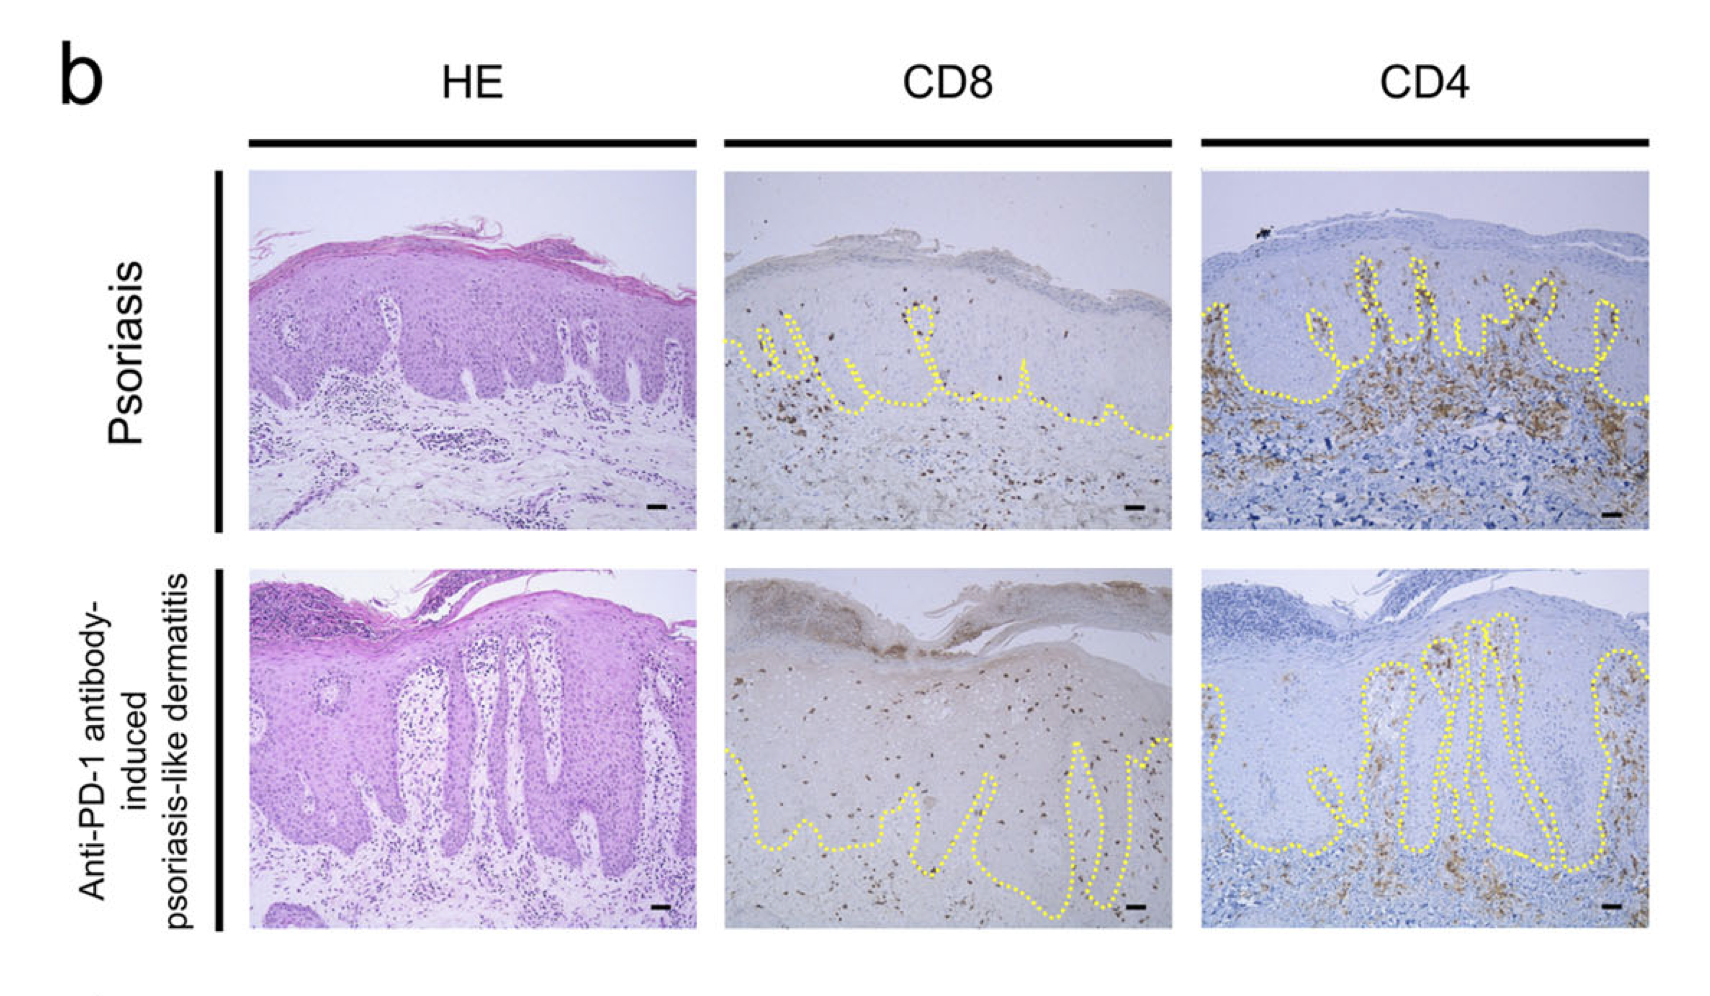 b
HE
CD8
CD4
Psoriasis
Anti-PD-1 antibody-
induced
psoriasis-like dermatitis